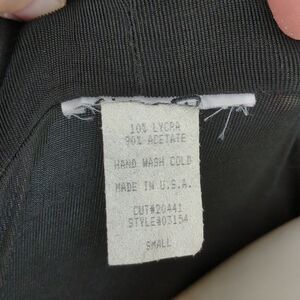 10% LYCRA
90% ACETATE
HAND WASH COLD
MADE IN U.S.A.
CUT#20441
STYLE#03154
SMALL